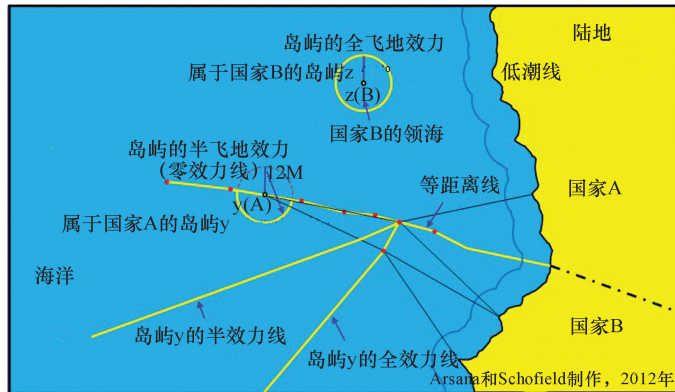 陆地
岛屿的全飞地效力
低潮线
属于国家B的岛屿z
z(B)
国家B的领海
岛屿的半飞地效力
(零效力线)
12M
等距离线
国家A
y(A)
属于国家A的岛屿y
海洋
岛屿y的半效力线
岛屿y的全效力线
国家B
Arsana和Schofield制作，2012年